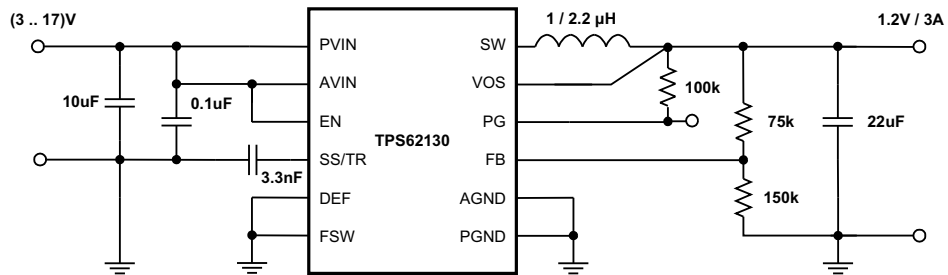 (3 .. 17)V
1 / 2.2 µH
1.2V / 3A
PVIN
SW
AVIN
VOS
100k
10uF
0.1uF
EN
PG
75k
22uF
TPS62130
SS/TR
FB
3.3nF
DEF
AGND
150k
FSW
PGND